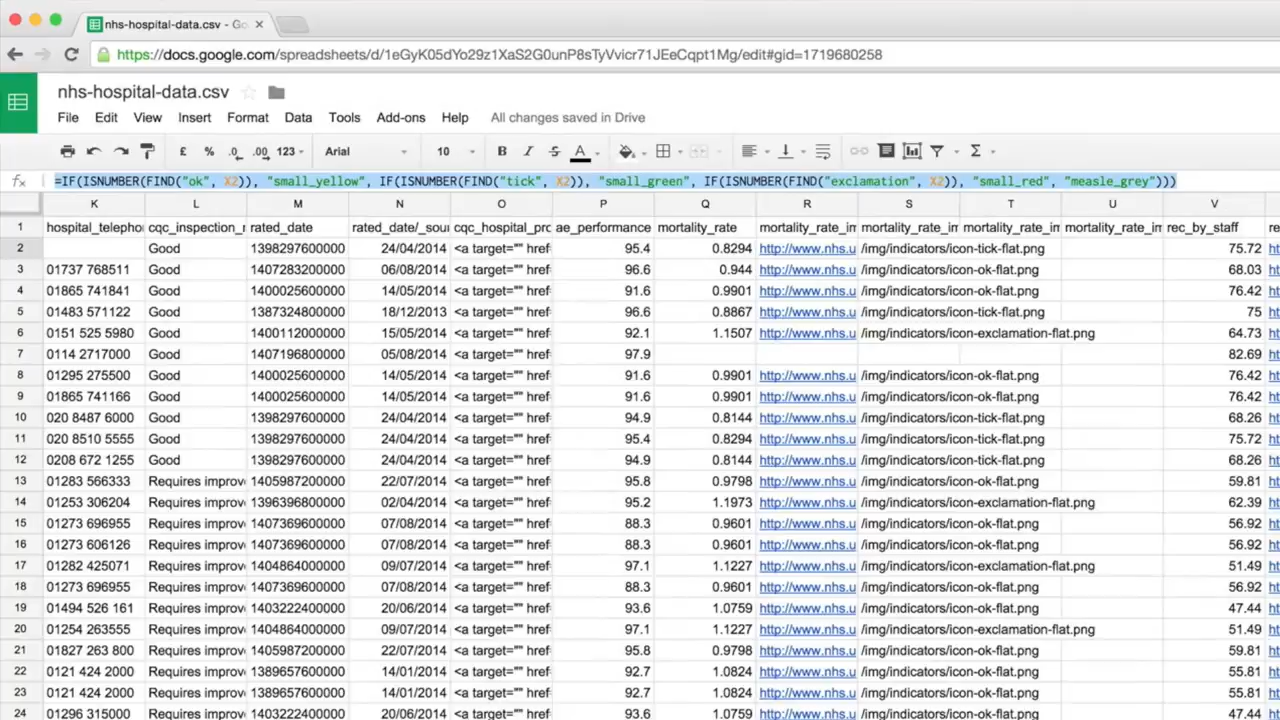 nhs-hospital-data.csv - Go
https://docs.google.com/spreadsheets/d/1eGyK05dYo29z1XaS2G0unP8sTyVvicr71JEeCqpt1Mg/edit#gid=1719680258
nhs-hospital-data.csv
File Edit View Insert Format Data Tools Add-ons Help All changes saved in Drive
£ % .0 .00 123 Arial 10 B I S A Σ
fx =IF(ISNUMBER(FIND("ok", X2)), "small_yellow", IF(ISNUMBER(FIND("tick", X2)), "small_green", IF(ISNUMBER(FIND("exclamation", X2)), "small_red", "measle_grey")))
K L M N O P Q R S T U V
1 hospital_telepho cqc_inspection_r rated_date rated_date/_sou cqc_hospital_pro ae_performance mortality_rate mortality_rate_im mortality_rate_im mortality_rate_im mortality_rate_im rec_by_staff re
2 Good 1398297600000 24/04/2014 <a target="" href 95.4 0.8294 http://www.nhs.u /img/indicators/icon-tick-flat.png 75.72 ht
3 01737 768511 Good 1407283200000 06/08/2014 <a target="" href 96.6 0.944 http://www.nhs.u /img/indicators/icon-ok-flat.png 68.03 ht
4 01865 741841 Good 1400025600000 14/05/2014 <a target="" href 91.6 0.9901 http://www.nhs.u /img/indicators/icon-ok-flat.png 76.42 ht
5 01483 571122 Good 1387324800000 18/12/2013 <a target="" href 96.6 0.8867 http://www.nhs.u /img/indicators/icon-tick-flat.png 75 ht
6 0151 525 5980 Good 1400112000000 15/05/2014 <a target="" href 92.1 1.1507 http://www.nhs.u /img/indicators/icon-exclamation-flat.png 64.73 ht
7 0114 2717000 Good 1407196800000 05/08/2014 <a target="" href 97.9 82.69 ht
8 01295 275500 Good 1400025600000 14/05/2014 <a target="" href 91.6 0.9901 http://www.nhs.u /img/indicators/icon-ok-flat.png 76.42 ht
9 01865 741166 Good 1400025600000 14/05/2014 <a target="" href 91.6 0.9901 http://www.nhs.u /img/indicators/icon-ok-flat.png 76.42 ht
10 020 8487 6000 Good 1398297600000 24/04/2014 <a target="" href 94.9 0.8144 http://www.nhs.u /img/indicators/icon-tick-flat.png 68.26 ht
11 020 8510 5555 Good 1398297600000 24/04/2014 <a target="" href 95.4 0.8294 http://www.nhs.u /img/indicators/icon-tick-flat.png 75.72 ht
12 0208 672 1255 Good 1398297600000 24/04/2014 <a target="" href 94.9 0.8144 http://www.nhs.u /img/indicators/icon-tick-flat.png 68.26 ht
13 01283 566333 Requires improv 1405987200000 22/07/2014 <a target="" href 95.8 0.9798 http://www.nhs.u /img/indicators/icon-ok-flat.png 59.81 ht
14 01253 306204 Requires improv 1396396800000 02/04/2014 <a target="" href 95.2 1.1973 http://www.nhs.u /img/indicators/icon-exclamation-flat.png 62.39 ht
15 01273 696955 Requires improv 1407369600000 07/08/2014 <a target="" href 88.3 0.9601 http://www.nhs.u /img/indicators/icon-ok-flat.png 56.92 ht
16 01273 606126 Requires improv 1407369600000 07/08/2014 <a target="" href 88.3 0.9601 http://www.nhs.u /img/indicators/icon-ok-flat.png 56.92 ht
17 01282 425071 Requires improv 1404864000000 09/07/2014 <a target="" href 97.1 1.1227 http://www.nhs.u /img/indicators/icon-exclamation-flat.png 51.49 ht
18 01273 696955 Requires improv 1407369600000 07/08/2014 <a target="" href 88.3 0.9601 http://www.nhs.u /img/indicators/icon-ok-flat.png 56.92 ht
19 01494 526 161 Requires improv 1403222400000 20/06/2014 <a target="" href 93.6 1.0759 http://www.nhs.u /img/indicators/icon-ok-flat.png 47.44 ht
20 01254 263555 Requires improv 1404864000000 09/07/2014 <a target="" href 97.1 1.1227 http://www.nhs.u /img/indicators/icon-exclamation-flat.png 51.49 ht
21 01827 263 800 Requires improv 1405987200000 22/07/2014 <a target="" href 95.8 0.9798 http://www.nhs.u /img/indicators/icon-ok-flat.png 59.81 ht
22 0121 424 2000 Requires improv 1389657600000 14/01/2014 <a target="" href 92.7 1.0824 http://www.nhs.u /img/indicators/icon-ok-flat.png 55.81 ht
23 0121 424 2000 Requires improv 1389657600000 14/01/2014 <a target="" href 92.7 1.0824 http://www.nhs.u /img/indicators/icon-ok-flat.png 55.81 ht
24 01296 315000 Requires improv 1403222400000 20/06/2014 <a target="" href 93.6 1.0759 http://www.nhs.u /img/indicators/icon-ok-flat.png 47.44 ht